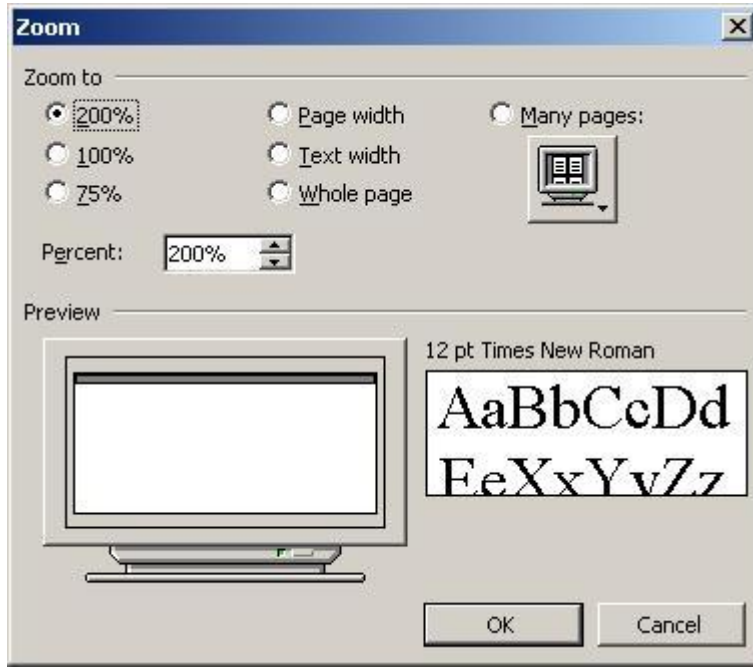 Zoom
Zoom to
200%
Page width
Many pages:
100%
Text width
75%
Whole page
Percent: 200%
Preview
12 pt Times New Roman
AaBbCcDd
EeXxYyZz
OK
Cancel